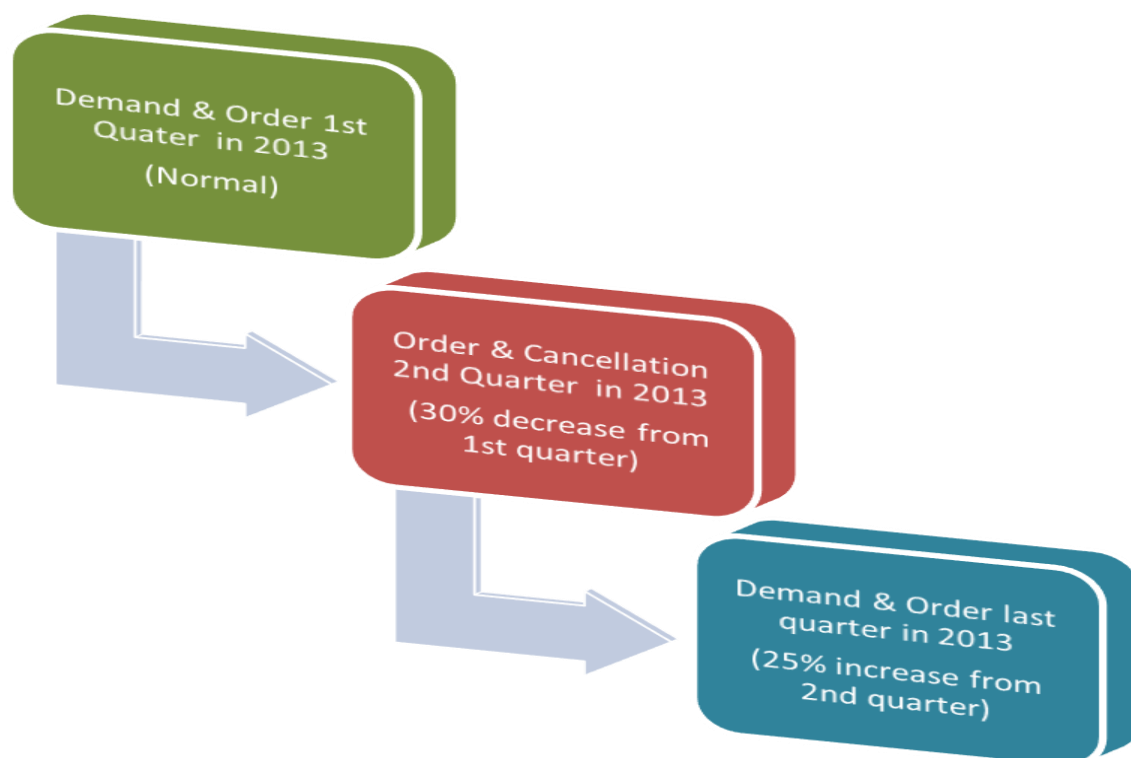 Demand & Order 1st
Quater in 2013
(Normal)
Order & Cancellation
2nd Quarter in 2013
(30% decrease from
1st quarter)
Demand & Order last
quarter in 2013
(25% increase from
2nd quarter)